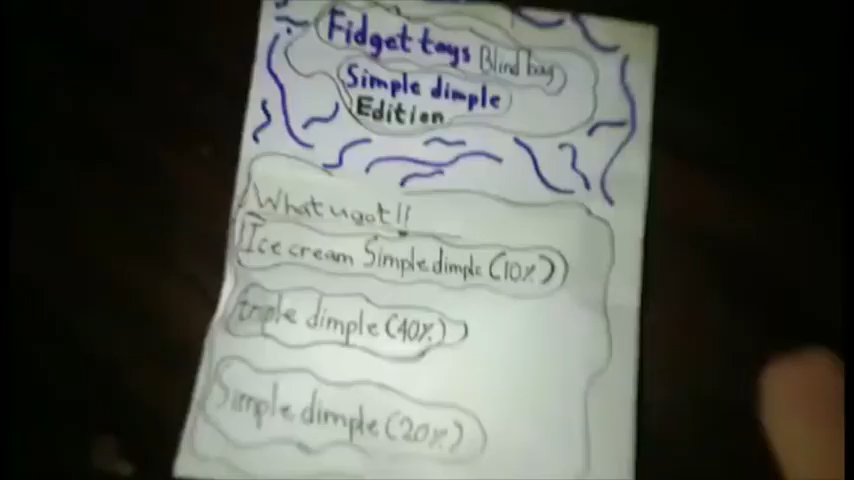 Fidget toys Blind bag
Simple dimple
Edition
What u got!!
Ice cream Simple dimple (10%)
triple dimple (40%)
Simple dimple (20%)